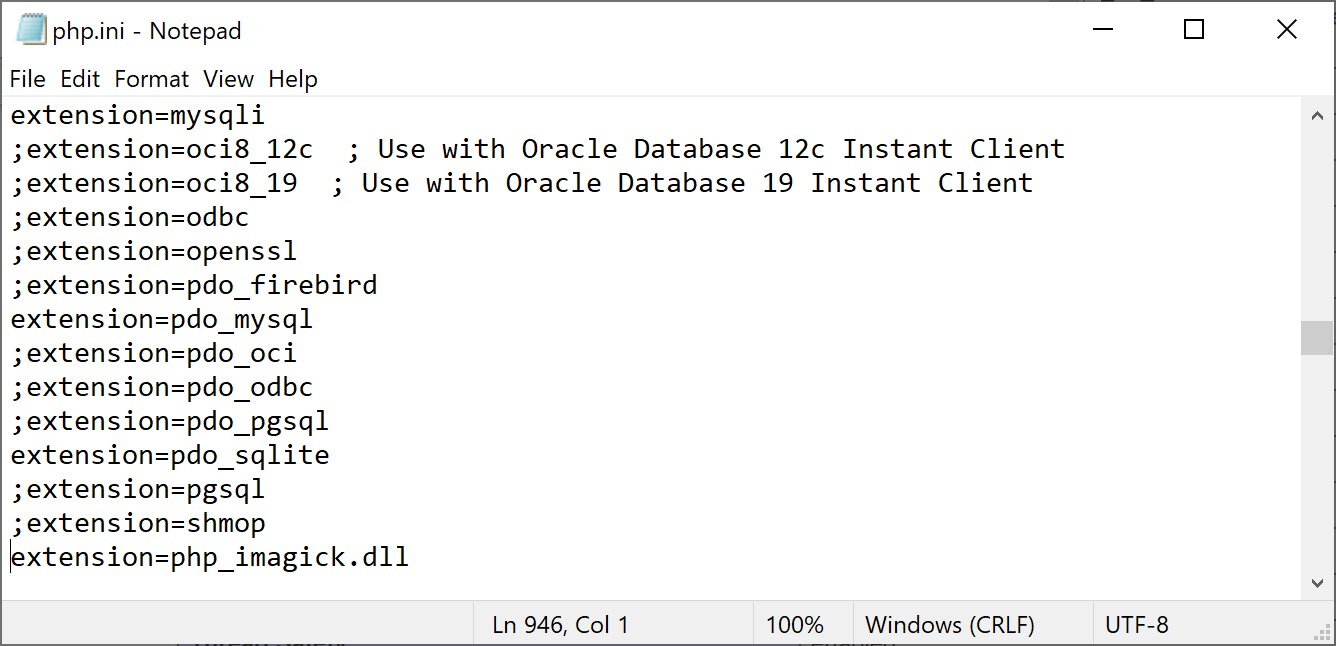 php.ini - Notepad
File Edit Format View Help
extension=mysqli
;extension=oci8_12c  ; Use with Oracle Database 12c Instant Client
;extension=oci8_19  ; Use with Oracle Database 19 Instant Client
;extension=odbc
;extension=openssl
;extension=pdo_firebird
extension=pdo_mysql
;extension=pdo_oci
;extension=pdo_odbc
;extension=pdo_pgsql
extension=pdo_sqlite
;extension=pgsql
;extension=shmop
extension=php_imagick.dll
Ln 946, Col 1 100% Windows (CRLF) UTF-8